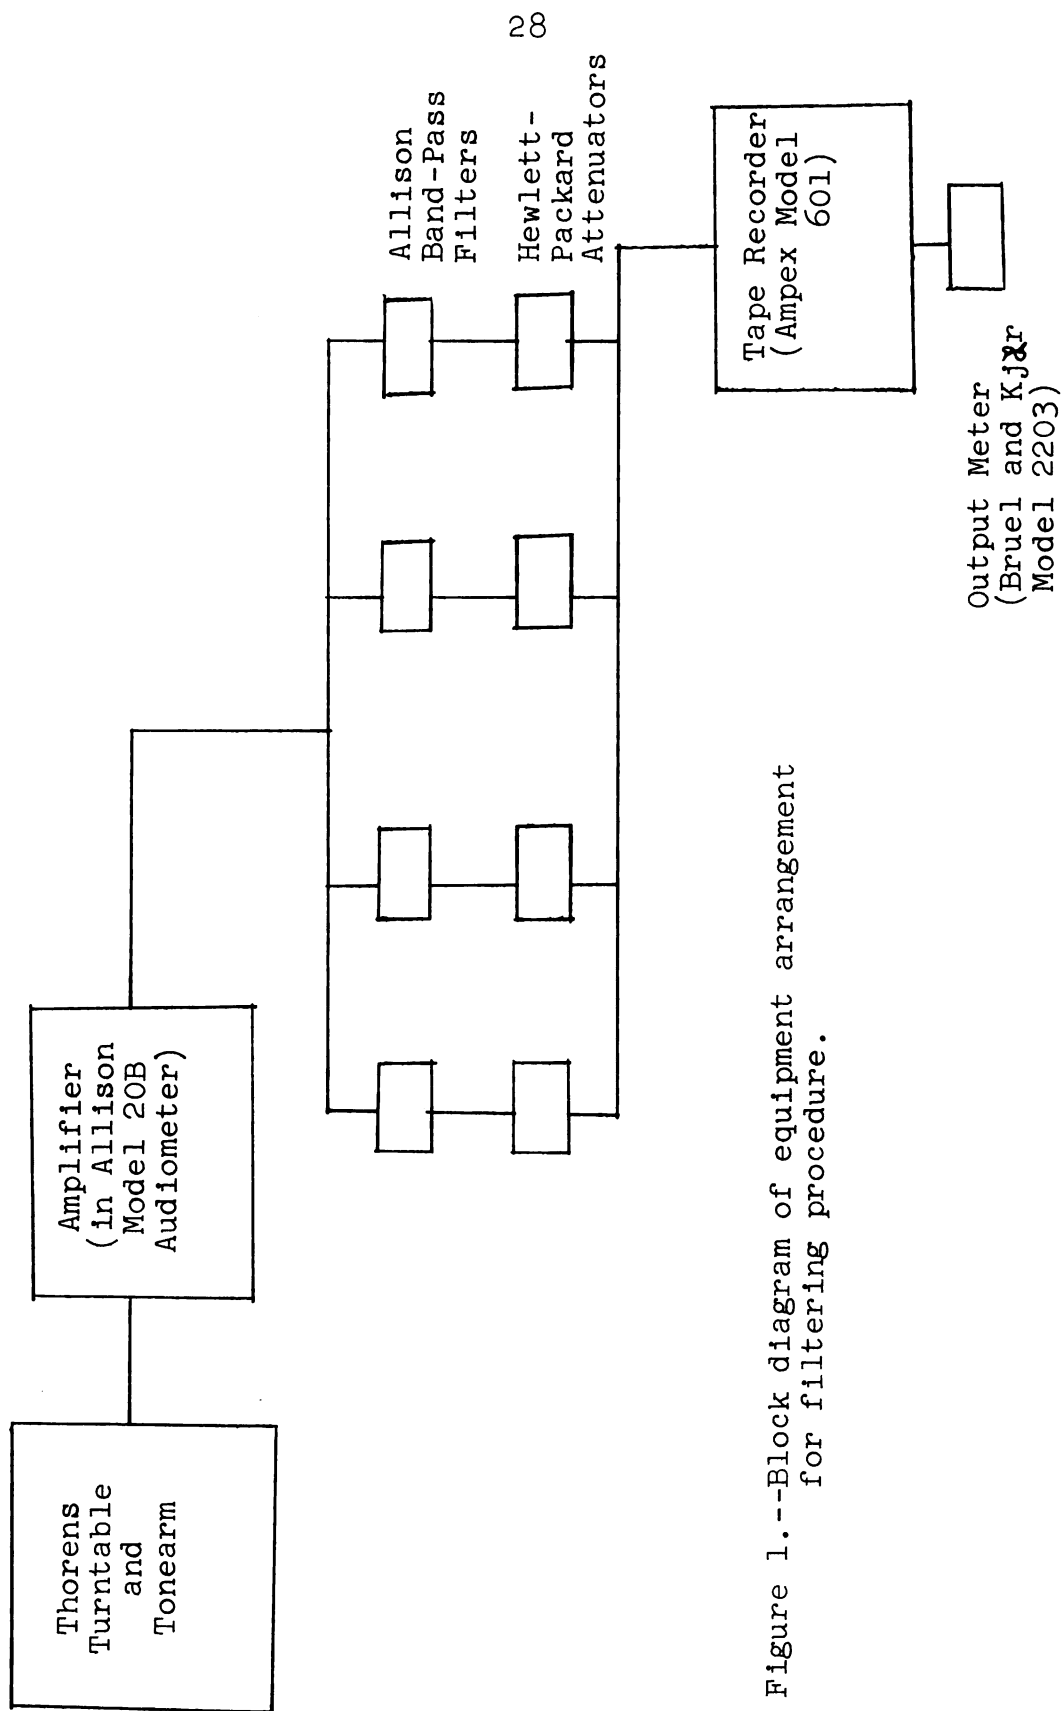 28
Thorens
Turntable
and
Tonearm
Amplifier
(in Allison
Model 20B
Audiometer)
Allison
Band-Pass
Filters
Hewlett-
Packard
Attenuators
Tape Recorder
(Ampex Model
601)
Output Meter
(Bruel and Kjær
Model 2203)
Figure 1.--Block diagram of equipment arrangement
for filtering procedure.